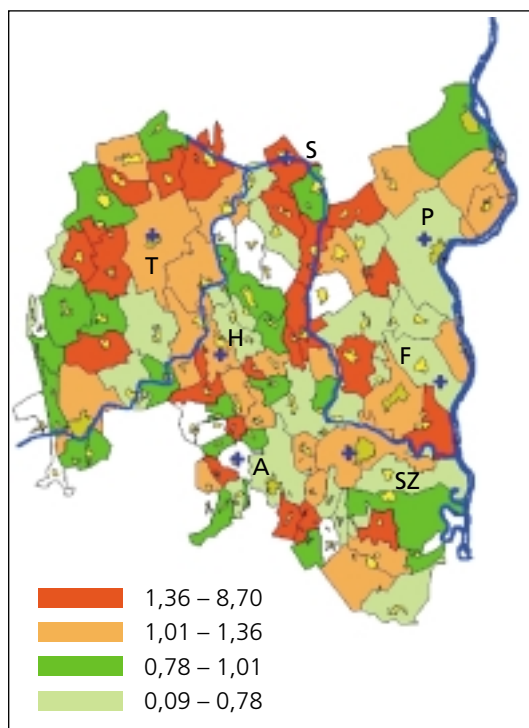 S
P
T
H
F
A
SZ
1,36 – 8,70
1,01 – 1,36
0,78 – 1,01
0,09 – 0,78